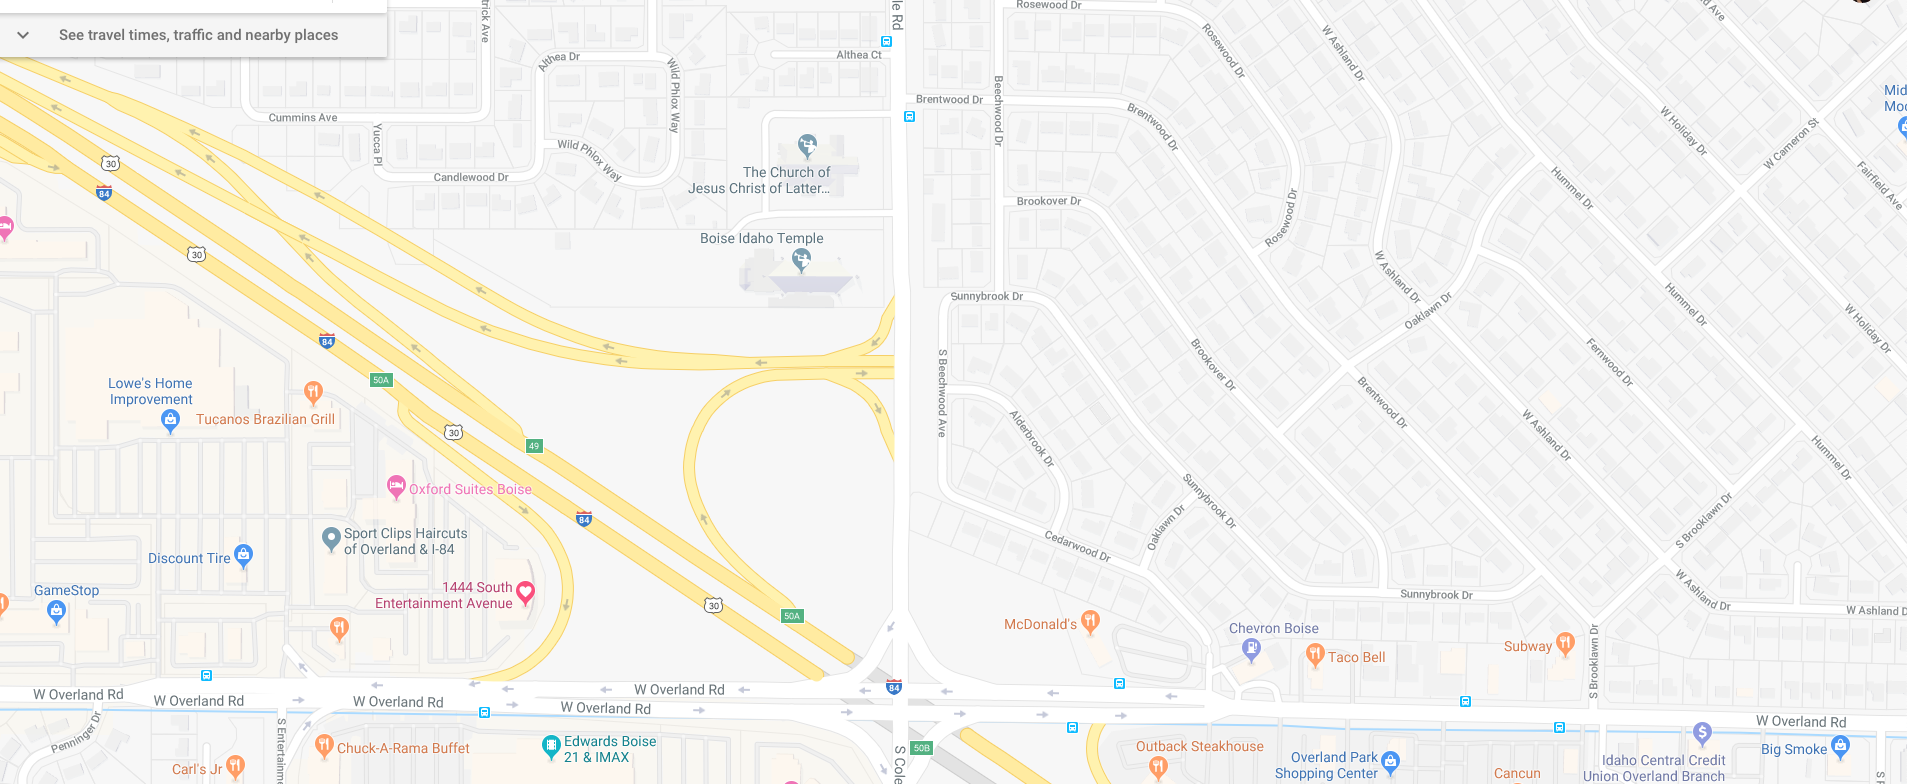 See travel times, traffic and nearby places
trick Ave
le Rd
Rosewood Dr
Rosewood Dr
W Ashland Dr
Ave
Althea Dr
Althea Ct
Wild Phlox Way
Brentwood Dr
Beechwood Dr
Brentwood Dr
W Holiday Dr
Mid
Moo
W Cameron St
Cummins Ave
Yucca Pl
Wild Phlox Way
Candlewood Dr
The Church of
Jesus Christ of Latter...
30
84
Brookover Dr
Rosewood Dr
Hummel Dr
Fairfield Ave
Boise Idaho Temple
30
W Ashland Dr
Sunnybrook Dr
Oaklawn Dr
Hummel Dr
W Holiday Dr
84
50A
Lowe's Home
Improvement
Tucanos Brazilian Grill
30
49
S Beechwood Ave
Brookover Dr
Brentwood Dr
Fernwood Dr
Alderbrook Dr
W Ashland Dr
Hummel Dr
Oxford Suites Boise
84
Sunnybrook Dr
Sport Clips Haircuts
of Overland & I-84
Discount Tire
Cedarwood Dr
Oaklawn Dr
S Brooklawn Dr
GameStop
1444 South
Entertainment Avenue
30
50A
Sunnybrook Dr
W Ashland Dr
W Ashland D
McDonald's
Chevron Boise
Taco Bell
Subway
S Brooklawn Dr
W Overland Rd
W Overland Rd
W Overland Rd
W Overland Rd
W Overland Rd
84
W Overland Rd
Penninger Dr
S Entertainme
Chuck-A-Rama Buffet
Carl's Jr
Edwards Boise
21 & IMAX
S Cole
50B
Outback Steakhouse
Overland Park
Shopping Center
Cancun
Idaho Central Credit
Union Overland Branch
Big Smoke